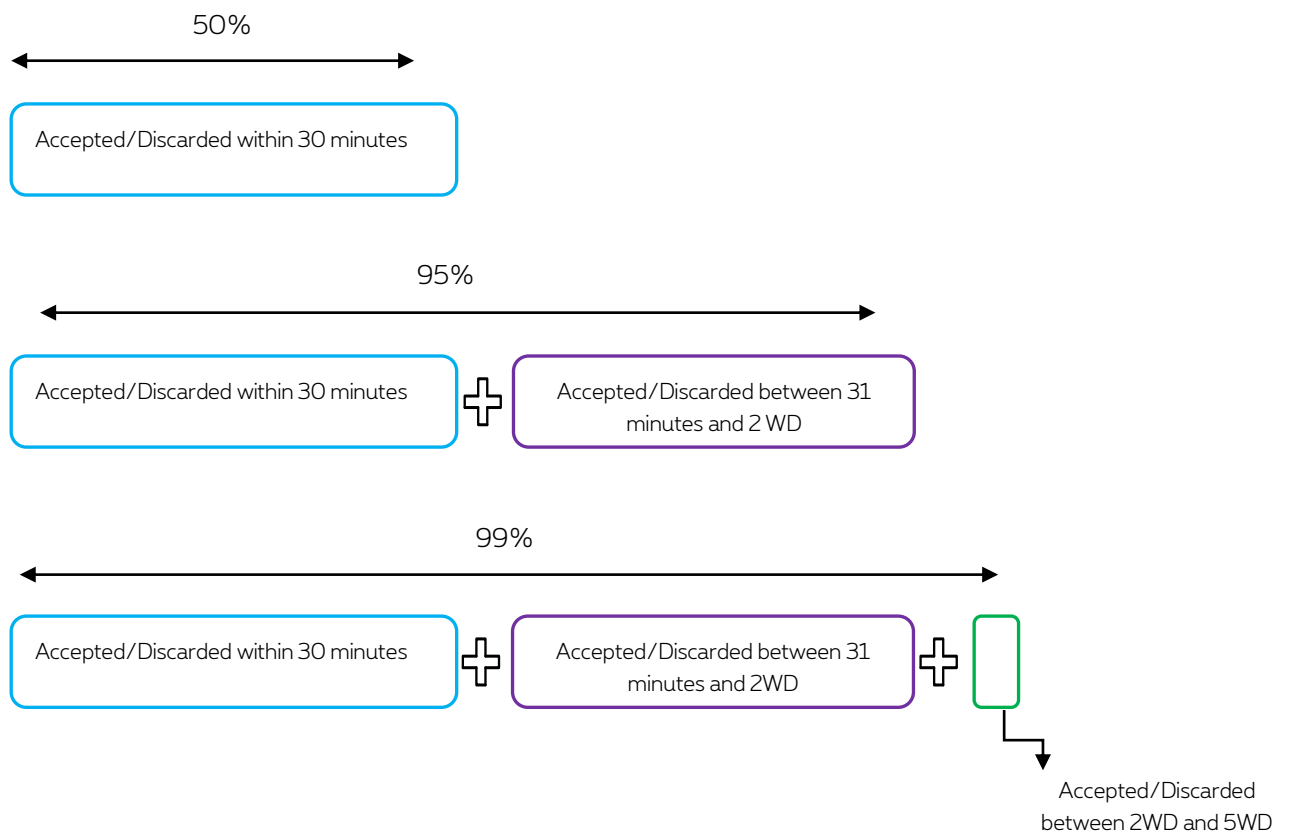 50%
Accepted/Discarded within 30 minutes
95%
Accepted/Discarded within 30 minutes
Accepted/Discarded between 31
minutes and 2 WD
99%
Accepted/Discarded within 30 minutes
Accepted/Discarded between 31
minutes and 2WD
Accepted/Discarded
between 2WD and 5WD